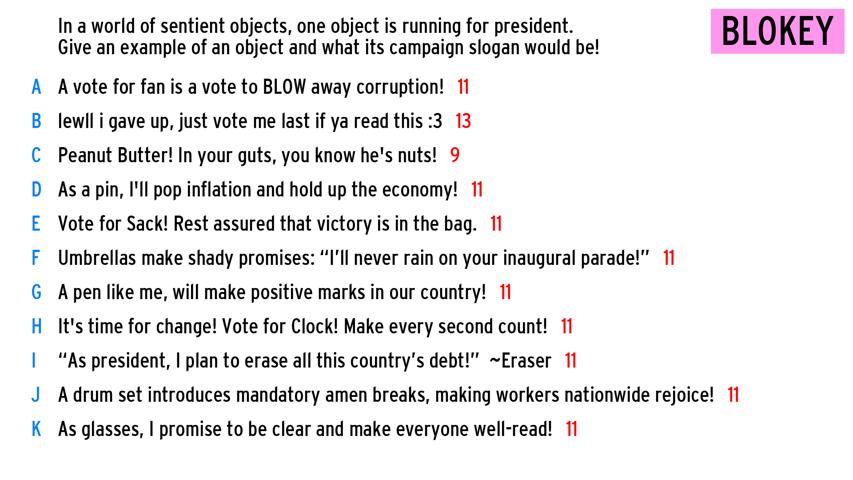 In a world of sentient objects, one object is running for president.
Give an example of an object and what its campaign slogan would be!
BLOKEY
A A vote for fan is a vote to BLOW away corruption! 11
B lewll i gave up, just vote me last if ya read this :3 13
C Peanut Butter! In your guts, you know he's nuts! 9
D As a pin, I'll pop inflation and hold up the economy! 11
E Vote for Sack! Rest assured that victory is in the bag. 11
F Umbrellas make shady promises: “I’ll never rain on your inaugural parade!” 11
G A pen like me, will make positive marks in our country! 11
H It's time for change! Vote for Clock! Make every second count! 11
I “As president, I plan to erase all this country’s debt!” ~Eraser 11
J A drum set introduces mandatory amen breaks, making workers nationwide rejoice! 11
K As glasses, I promise to be clear and make everyone well-read! 11